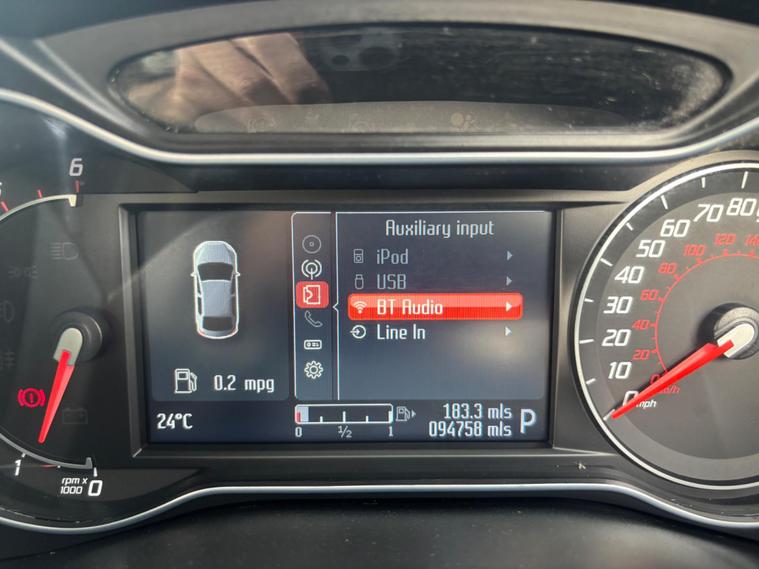 6
Auxiliary input
iPod
USB
BT Audio
Line In
0.2 mpg
24°C
0 1/2 1
183.3 mls
094758 mls
P
1
rpm x
1000 0
80
70
60
50
40
30
20
10
0 mph
120
100
80
60
40
20